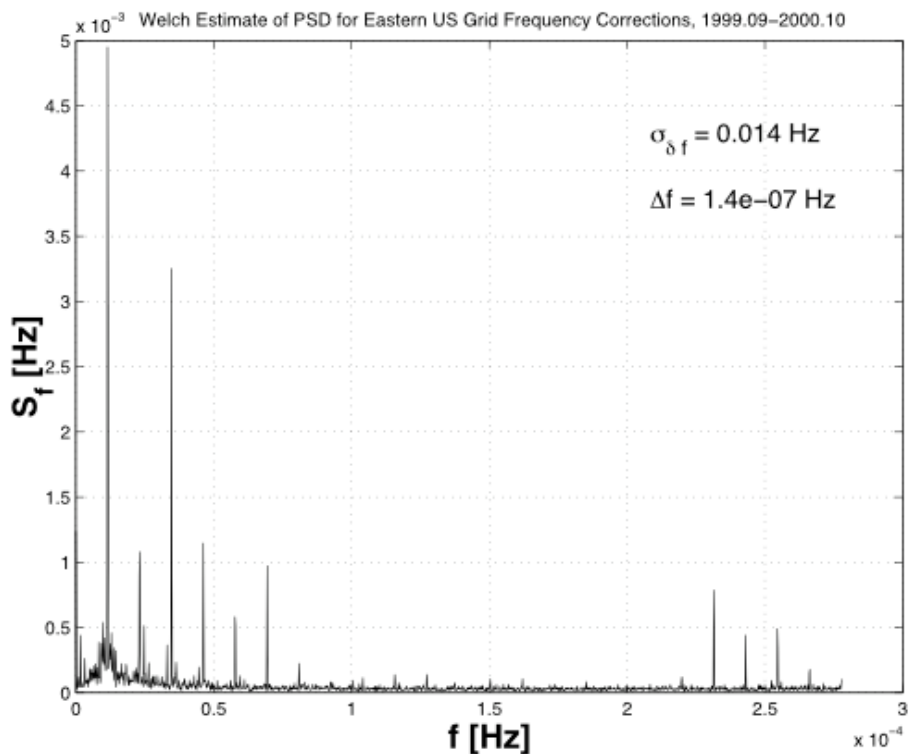 Welch Estimate of PSD for Eastern US Grid Frequency Corrections, 1999.09−2000.10
x 10⁻³
5
4.5
4
3.5
3
2.5
2
1.5
1
0.5
0
S_f [Hz]
σ_δ f = 0.014 Hz
Δf = 1.4e−07 Hz
0 0.5 1 1.5 2 2.5 3
f [Hz]
x 10⁻⁴